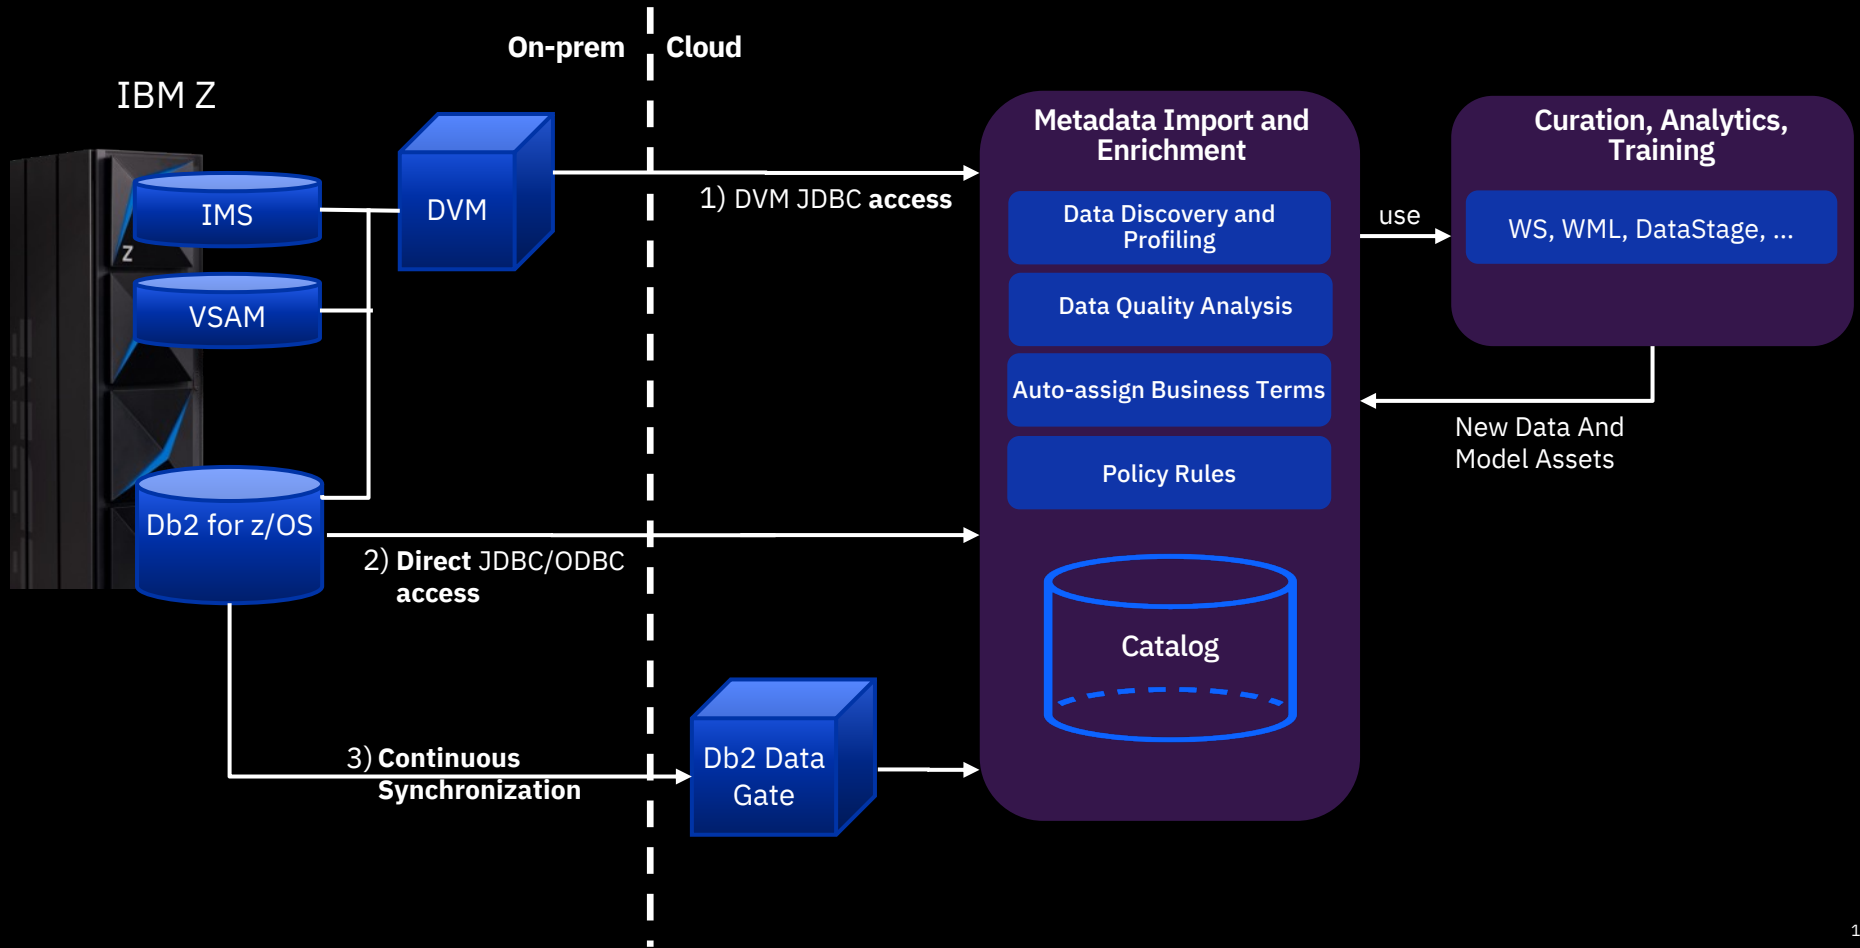 On-prem
Cloud
IBM Z
IMS
Z
VSAM
Db2 for z/OS
DVM
1) DVM JDBC access
2) Direct JDBC/ODBC
access
3) Continuous
Synchronization
Db2 Data
Gate
Metadata Import and
Enrichment
Data Discovery and
Profiling
Data Quality Analysis
Auto-assign Business Terms
Policy Rules
Catalog
use
Curation, Analytics,
Training
WS, WML, DataStage, ...
New Data And
Model Assets
1